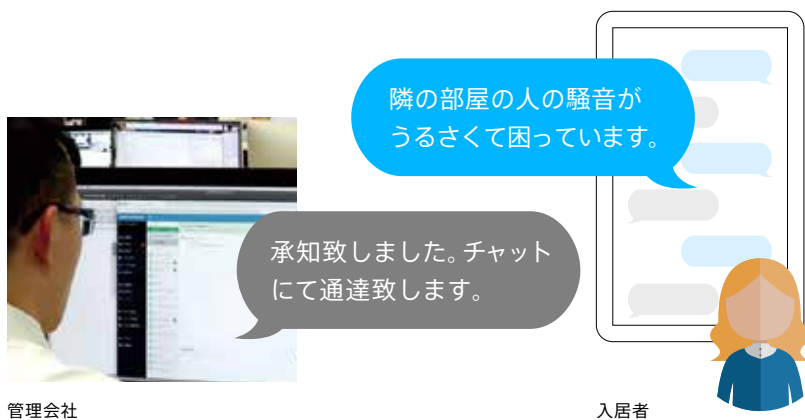 隣の部屋の人の騒音が
うるさくて困っています。
承知致しました。チャット
にて通達致します。
管理会社
入居者